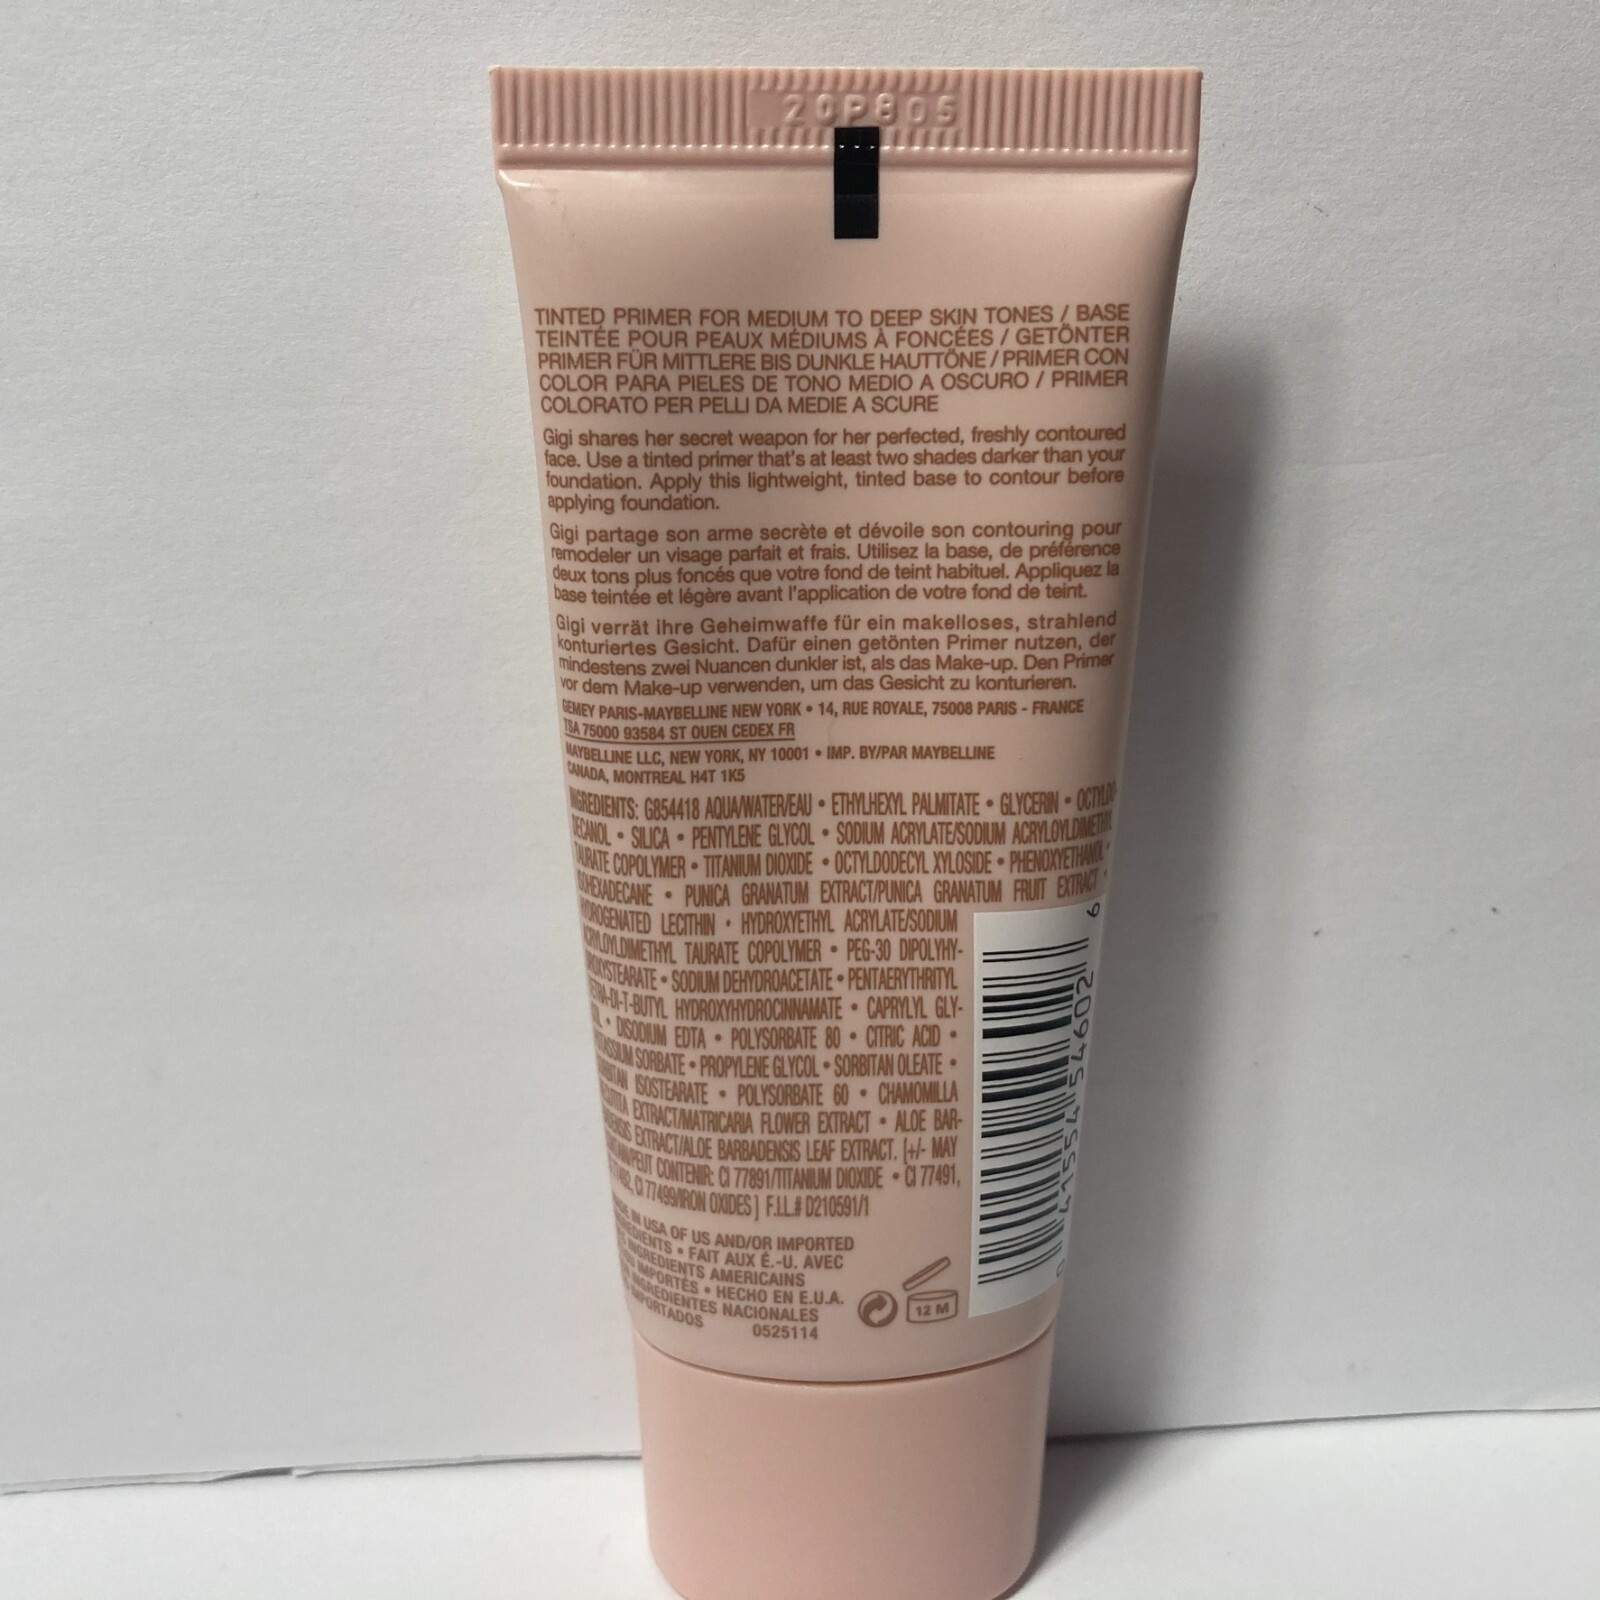 20P805
TINTED PRIMER FOR MEDIUM TO DEEP SKIN TONES / BASE
TEINTÉE POUR PEAUX MÉDIUMS À FONCÉES / GETÖNTER
PRIMER FÜR MITTLERE BIS DUNKLE HAUTTÖNE / PRIMER CON
COLOR PARA PIELES DE TONO MEDIO A OSCURO / PRIMER
COLORATO PER PELLI DA MEDIE A SCURE
Gigi shares her secret weapon for her perfected, freshly contoured
face. Use a tinted primer that's at least two shades darker than your
foundation. Apply this lightweight, tinted base to contour before
applying foundation.
Gigi partage son arme secrète et dévoile son contouring pour
remodeler un visage parfait et frais. Utilisez la base, de préférence
deux tons plus foncés que votre fond de teint habituel. Appliquez la
base teintée et légère avant l'application de votre fond de teint.
Gigi verrät ihre Geheimwaffe für ein makelloses, strahlend
konturiertes Gesicht. Dafür einen getönten Primer nutzen, der
mindestens zwei Nuancen dunkler ist, als das Make-up. Den Primer
vor dem Make-up verwenden, um das Gesicht zu konturieren.
GEMEY PARIS-MAYBELLINE NEW YORK • 14, RUE ROYALE, 75008 PARIS - FRANCE
TSA 75000 93584 ST OUEN CEDEX FR
MAYBELLINE LLC, NEW YORK, NY 10001 • IMP. BY/PAR MAYBELLINE
CANADA, MONTREAL H4T 1K5
INGREDIENTS: G854418 AQUA/WATER/EAU • ETHYLHEXYL PALMITATE • GLYCERIN • OCTYLDO-
DECANOL • SILICA • PENTYLENE GLYCOL • SODIUM ACRYLATE/SODIUM ACRYLOYLDIMETHYL
TAURATE COPOLYMER • TITANIUM DIOXIDE • OCTYLDODECYL XYLOSIDE • PHENOXYETHANOL •
ISOHEXADECANE • PUNICA GRANATUM EXTRACT/PUNICA GRANATUM FRUIT EXTRACT •
HYDROGENATED LECITHIN • HYDROXYETHYL ACRYLATE/SODIUM
ACRYLOYLDIMETHYL TAURATE COPOLYMER • PEG-30 DIPOLYHY-
DROXYSTEARATE • SODIUM DEHYDROACETATE • PENTAERYTHRITYL
TETRA-DI-T-BUTYL HYDROXYHYDROCINNAMATE • CAPRYLYL GLY-
COL • DISODIUM EDTA • POLYSORBATE 80 • CITRIC ACID •
POTASSIUM SORBATE • PROPYLENE GLYCOL • SORBITAN OLEATE •
SORBITAN ISOSTEARATE • POLYSORBATE 60 • CHAMOMILLA
RECUTITA EXTRACT/MATRICARIA FLOWER EXTRACT • ALOE BAR-
BADENSIS EXTRACT/ALOE BARBADENSIS LEAF EXTRACT. [+/- MAY
CONTAIN/PEUT CONTENIR: CI 77891/TITANIUM DIOXIDE • CI 77491,
77492, CI 77499/IRON OXIDES] F.I.L.# D210591/1
MADE IN USA OF US AND/OR IMPORTED
INGREDIENTS • FAIT AUX É.-U. AVEC
INGREDIENTS AMERICAINS
IMPORTÉS • HECHO EN E.U.A.
INGREDIENTES NACIONALES
IMPORTADOS 0525114
12 M
0 41554 54602 6